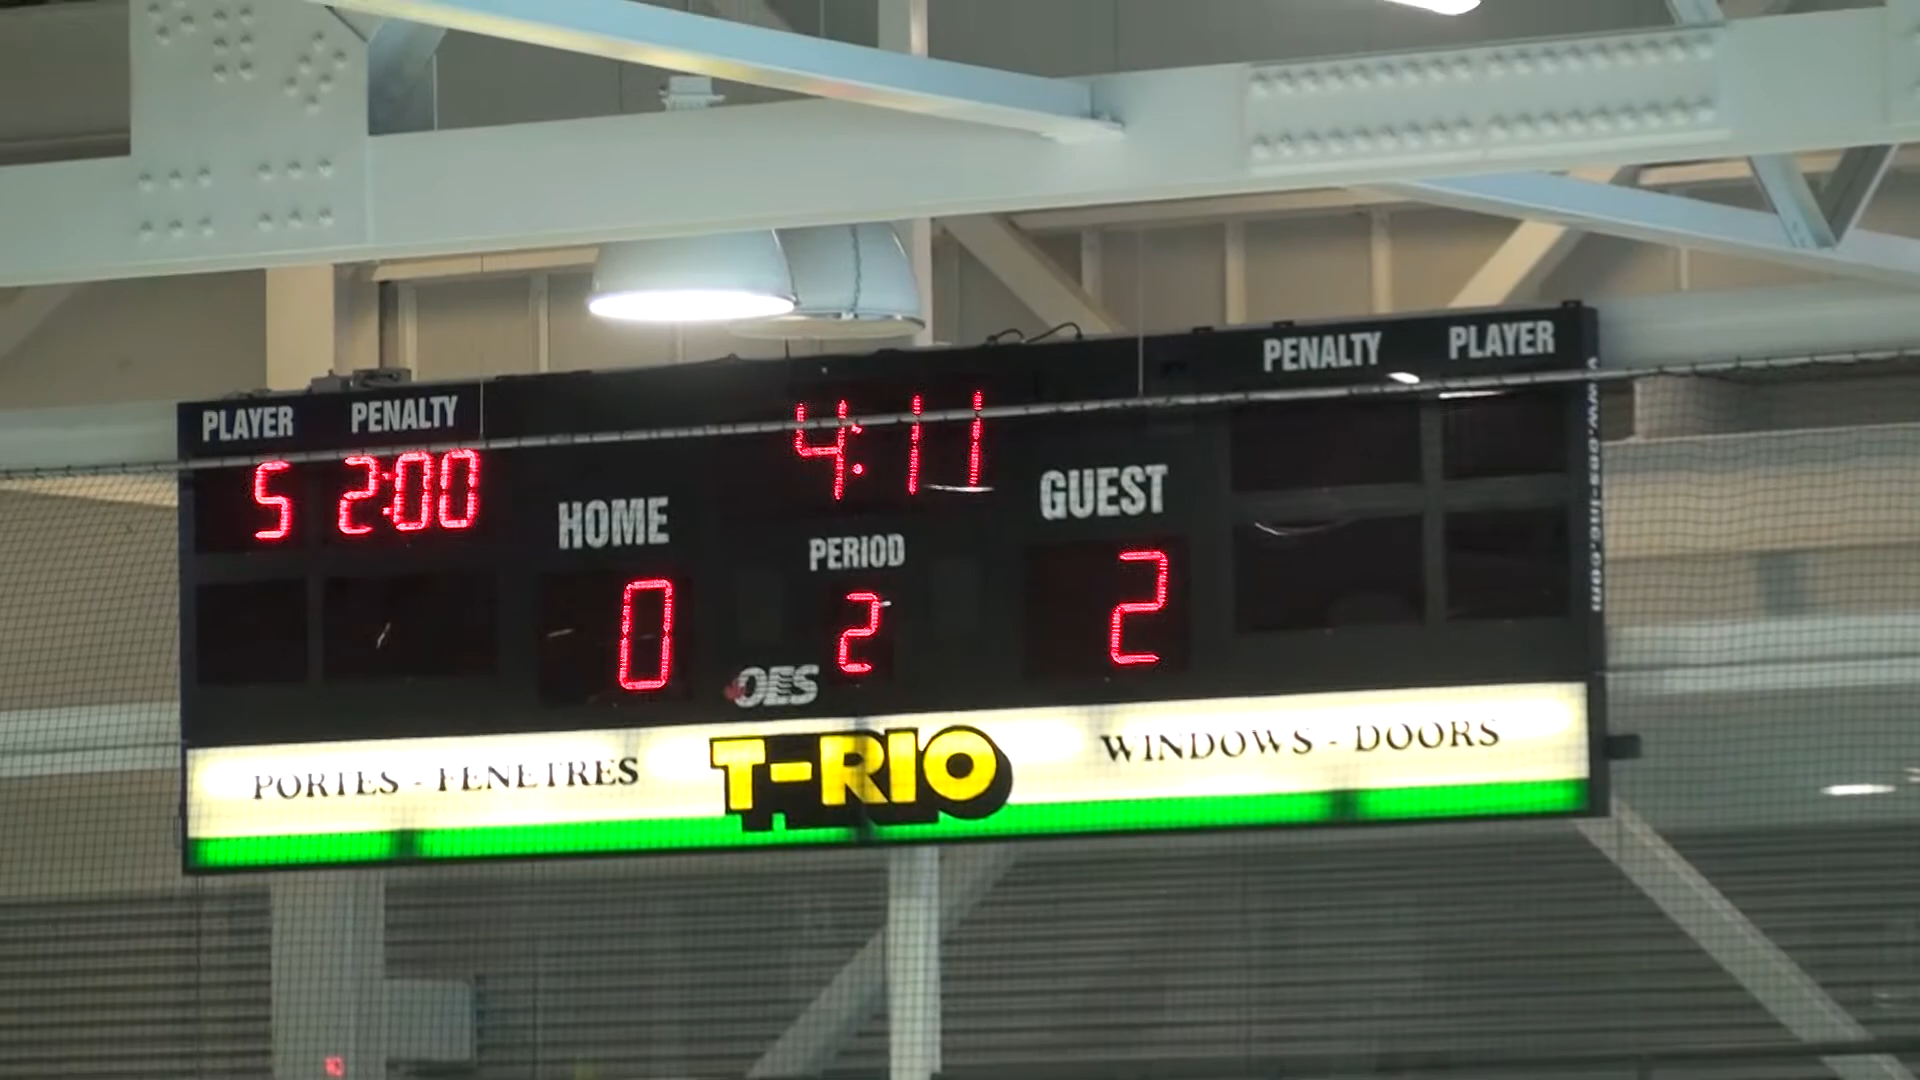 PLAYER PENALTY
PENALTY PLAYER
4:11
5 2:00
HOME
GUEST
PERIOD
0
2
2
OES
PORTES - FENETRES
T-RIO
WINDOWS - DOORS